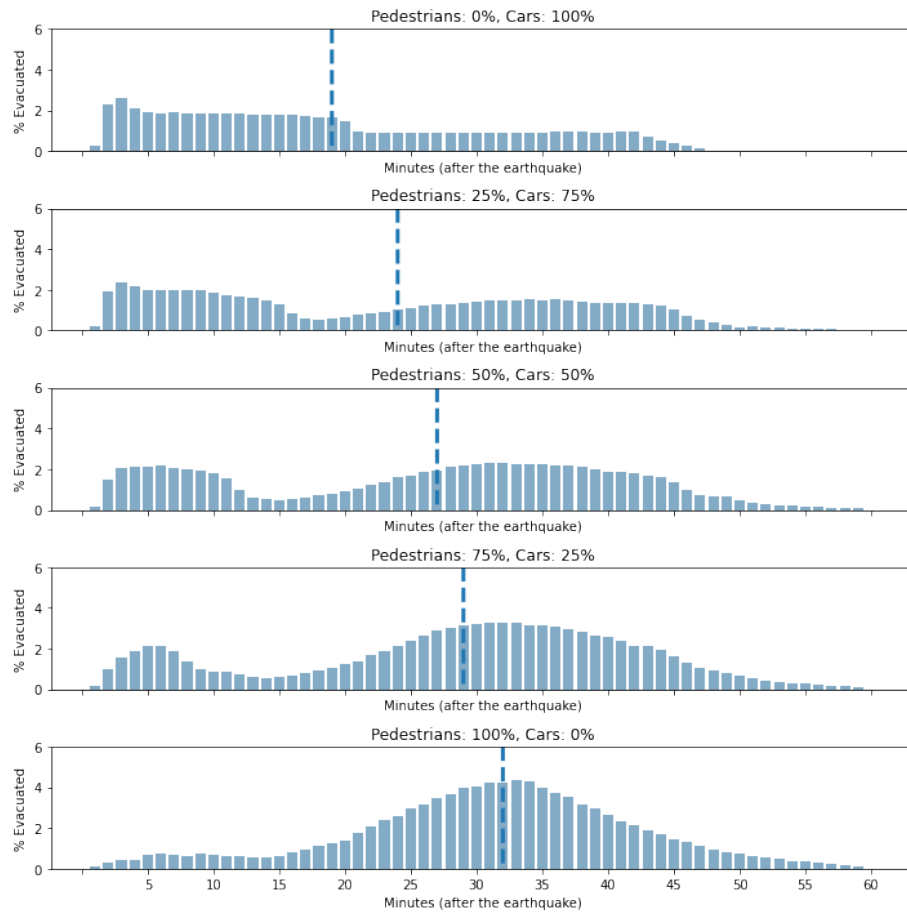 Pedestrians: 0%, Cars: 100%
6
4
2
0
% Evacuated
Minutes (after the earthquake)
Pedestrians: 25%, Cars: 75%
6
4
2
0
% Evacuated
Minutes (after the earthquake)
Pedestrians: 50%, Cars: 50%
6
4
2
0
% Evacuated
Minutes (after the earthquake)
Pedestrians: 75%, Cars: 25%
6
4
2
0
% Evacuated
Minutes (after the earthquake)
Pedestrians: 100%, Cars: 0%
6
4
2
0
% Evacuated
5 10 15 20 25 30 35 40 45 50 55 60
Minutes (after the earthquake)